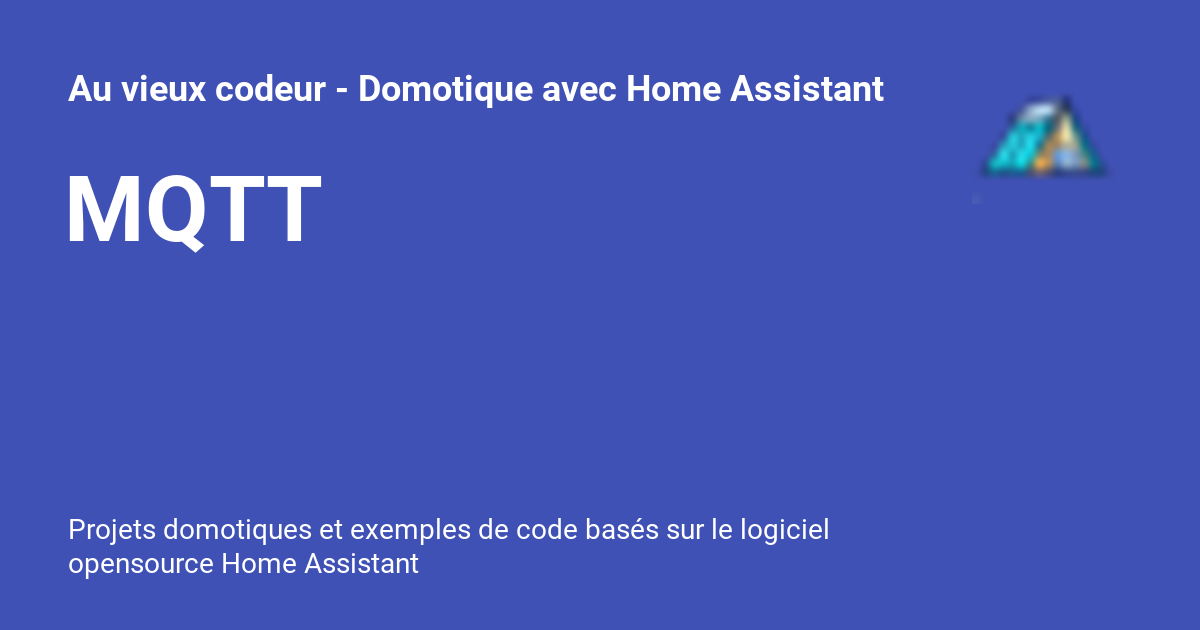 Au vieux codeur - Domotique avec Home Assistant
MQTT
Projets domotiques et exemples de code basés sur le logiciel
opensource Home Assistant